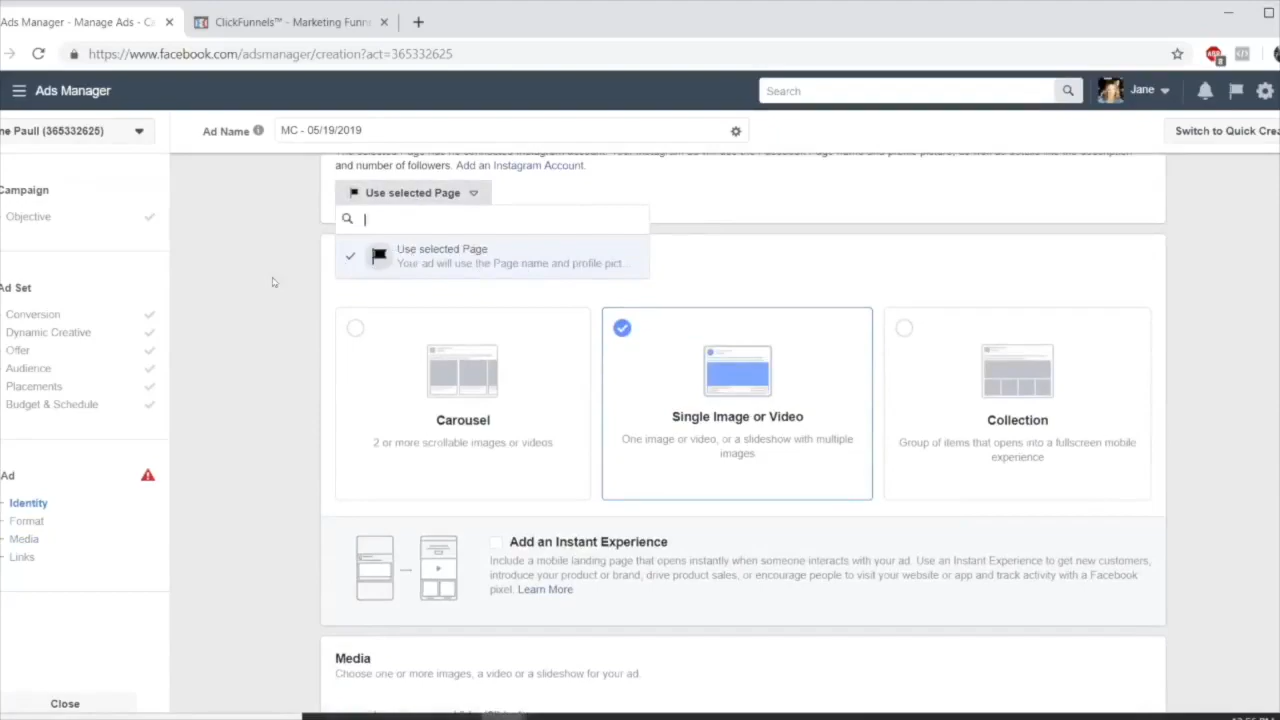 Ads Manager - Manage Ads - Ca
ClickFunnels™ - Marketing Funn
https://www.facebook.com/adsmanager/creation?act=365332625
Ads Manager
Search
Jane
ne Paull (365332625)
Ad Name
MC - 05/19/2019
Switch to Quick Crea
and number of followers. Add an Instagram Account.
Use selected Page
Use selected Page
Your ad will use the Page name and profile pict...
Campaign
Objective
Ad Set
Conversion
Dynamic Creative
Offer
Audience
Placements
Budget & Schedule
Ad
Identity
Format
Media
Links
Close
Carousel
2 or more scrollable images or videos
Single Image or Video
One image or video, or a slideshow with multiple
images
Collection
Group of items that opens into a fullscreen mobile
experience
Add an Instant Experience
Include a mobile landing page that opens instantly when someone interacts with your ad. Use an Instant Experience to get new customers,
introduce your product or brand, drive product sales, or encourage people to visit your website or app and track activity with a Facebook
pixel. Learn More
Media
Choose one or more images, a video or a slideshow for your ad.